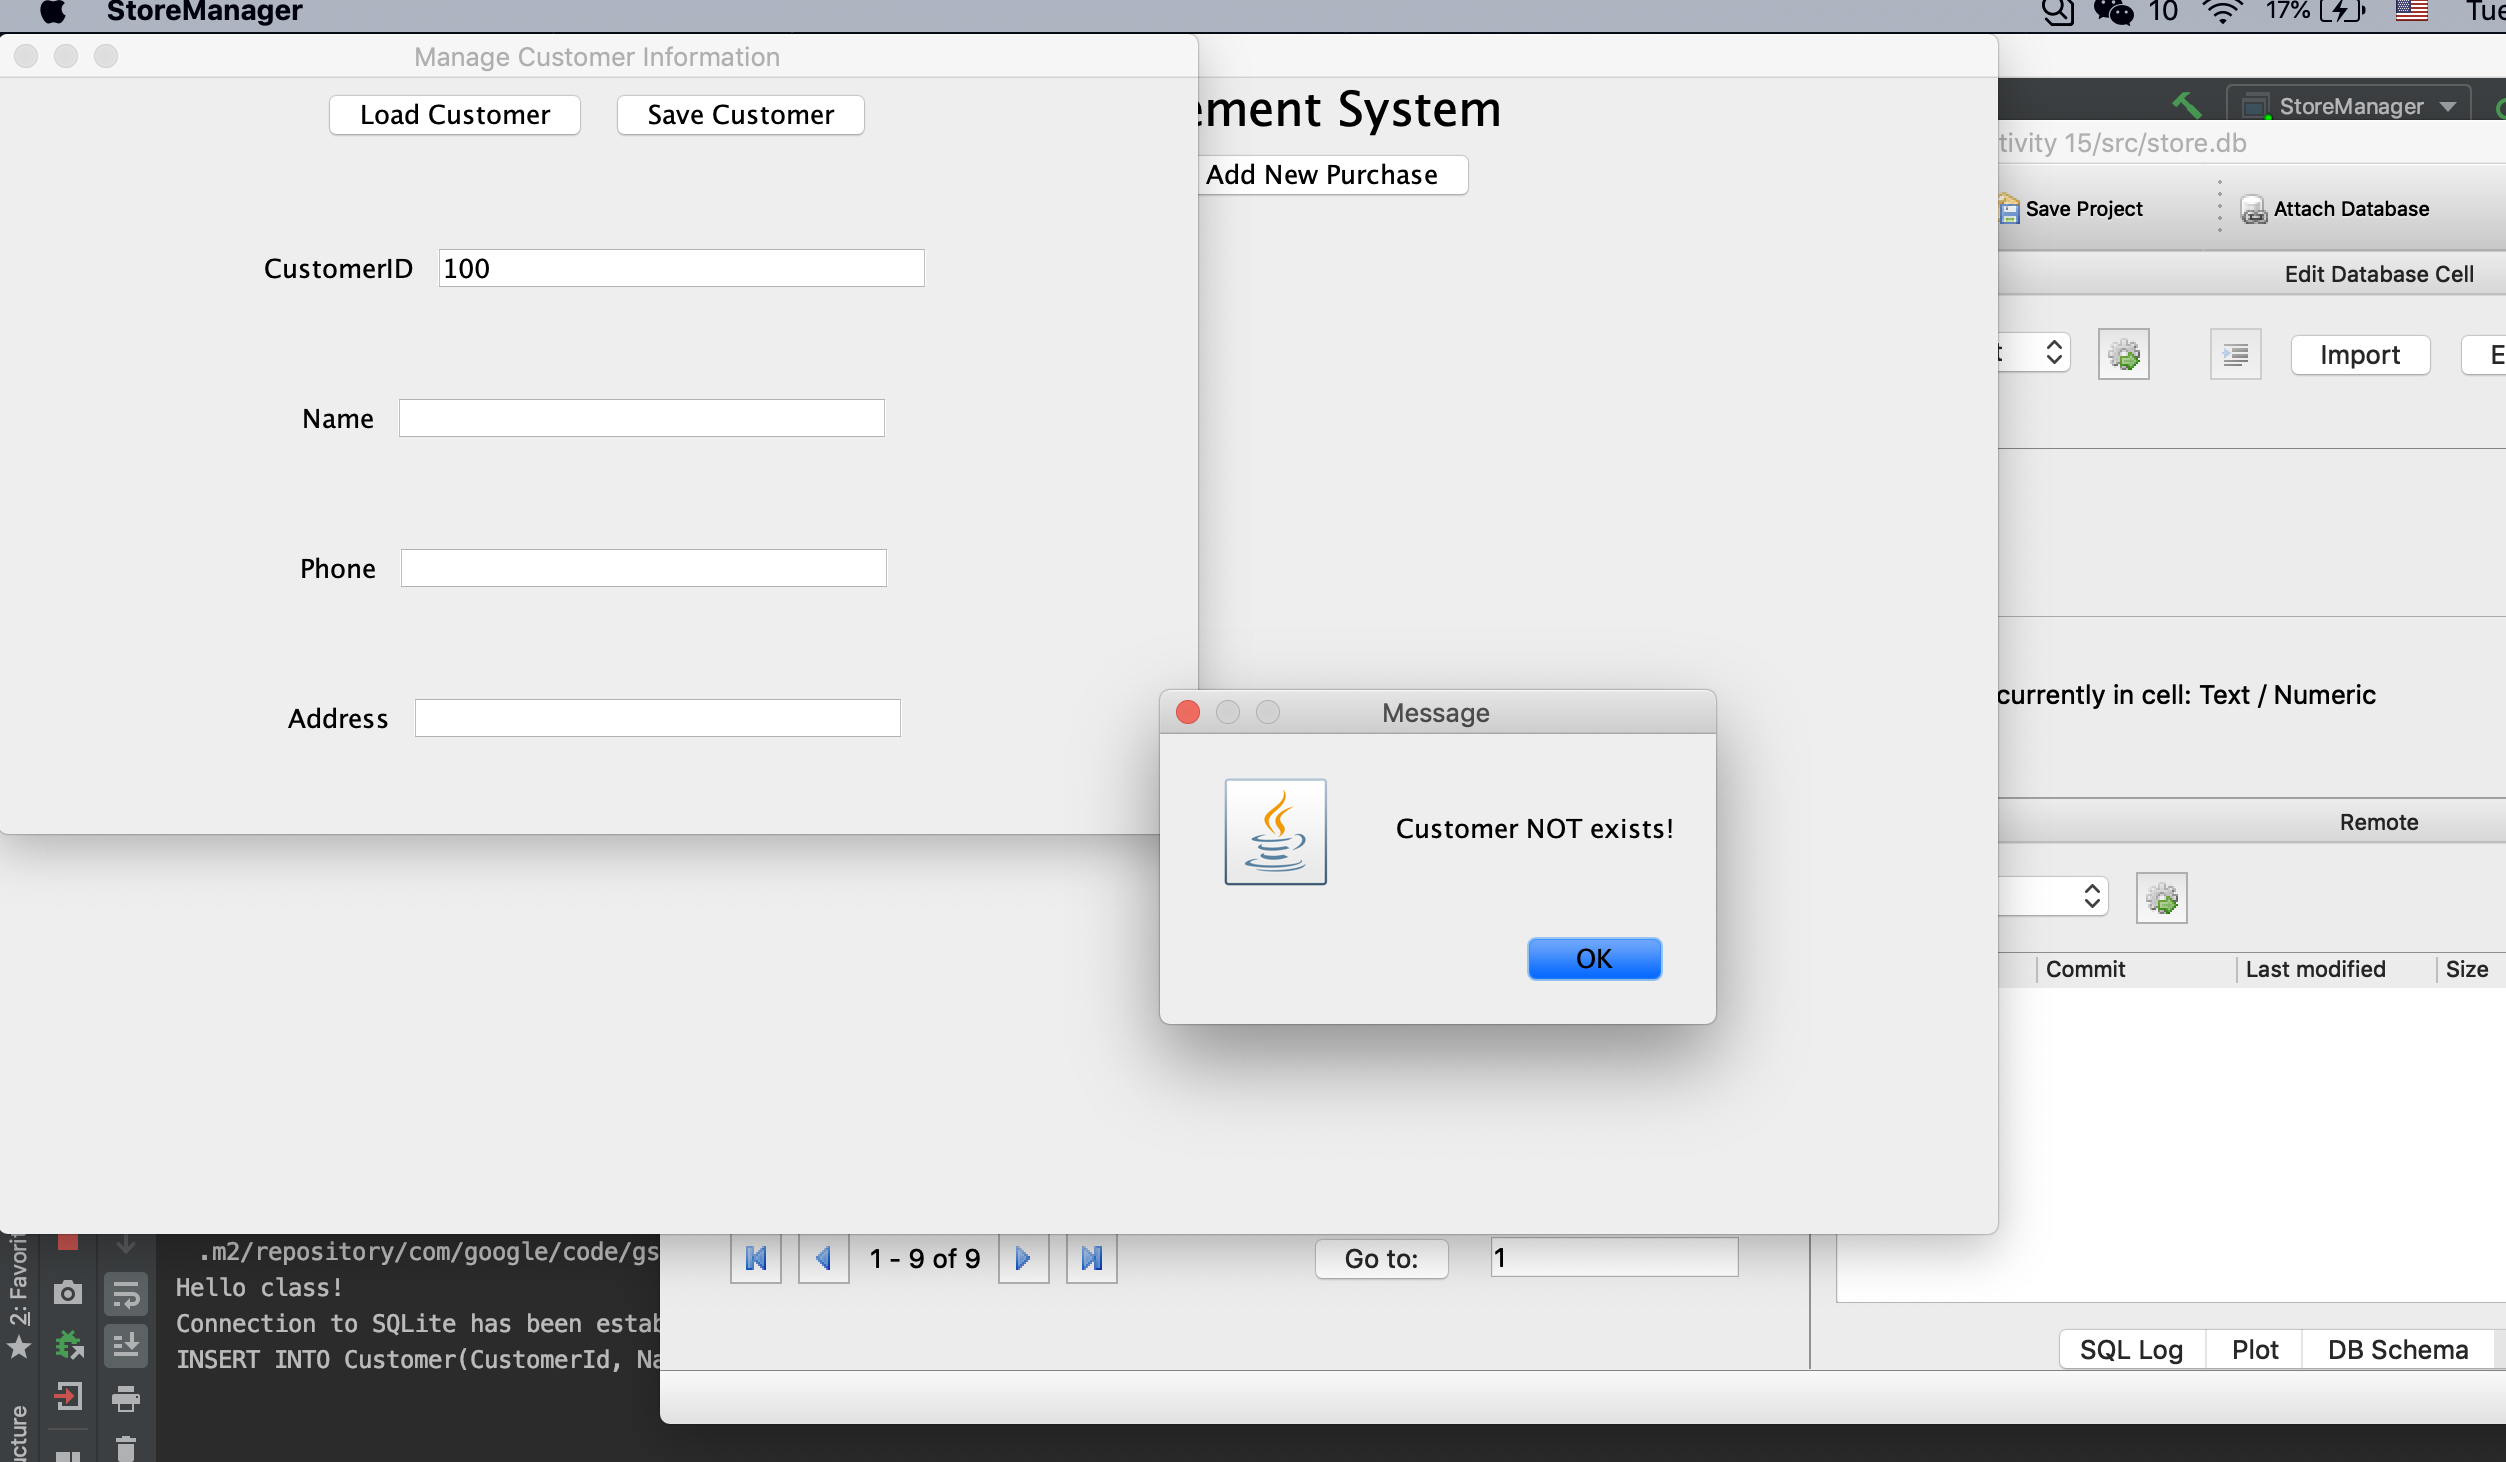 StoreManager
10
17%
Tue
Manage Customer Information
Load Customer
Save Customer
ement System
StoreManager
tivity 15/src/store.db
Add New Purchase
Save Project
Attach Database
CustomerID
100
Edit Database Cell
Import
Name
Phone
currently in cell: Text / Numeric
Address
Message
Customer NOT exists!
OK
Remote
Commit
Last modified
Size
2: Favorit
ucture
.m2/repository/com/google/code/gs
Hello class!
Connection to SQLite has been estab
INSERT INTO Customer(CustomerId, Na
1 - 9 of 9
Go to:
1
SQL Log
Plot
DB Schema